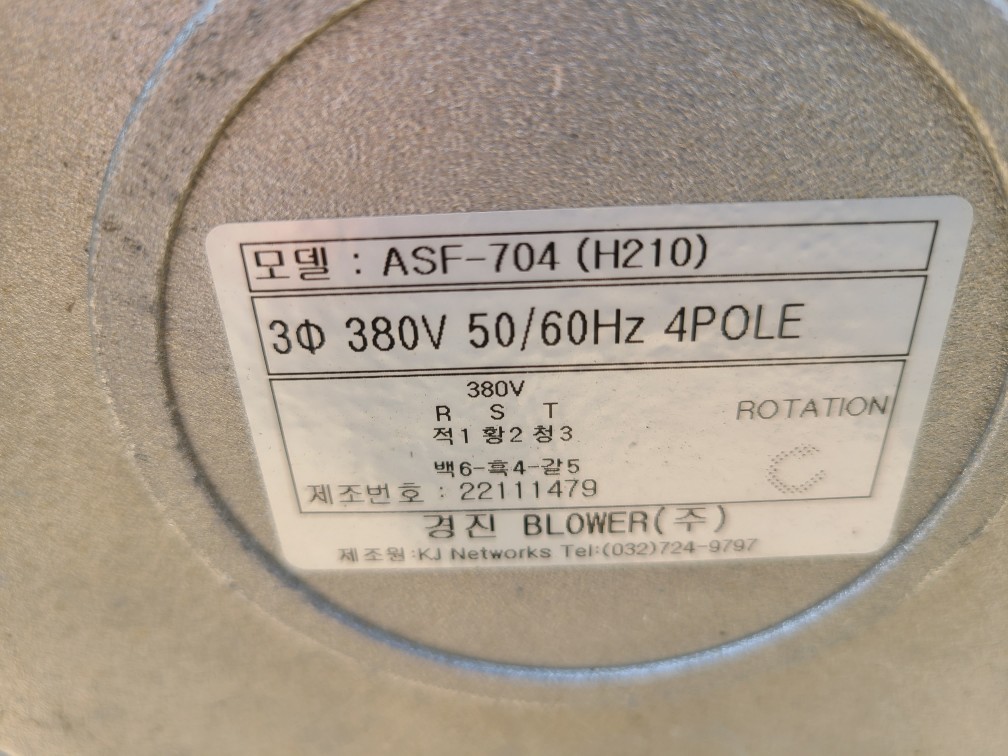 모델 : ASF-704 (H210)
3Φ 380V 50/60Hz 4POLE
380V
R S T
적1 황2 청3
백6-흑4-갈5
ROTATION
제조번호 : 22111479
경진 BLOWER(주)
제조원:KJ Networks Tel:(032)724-9797